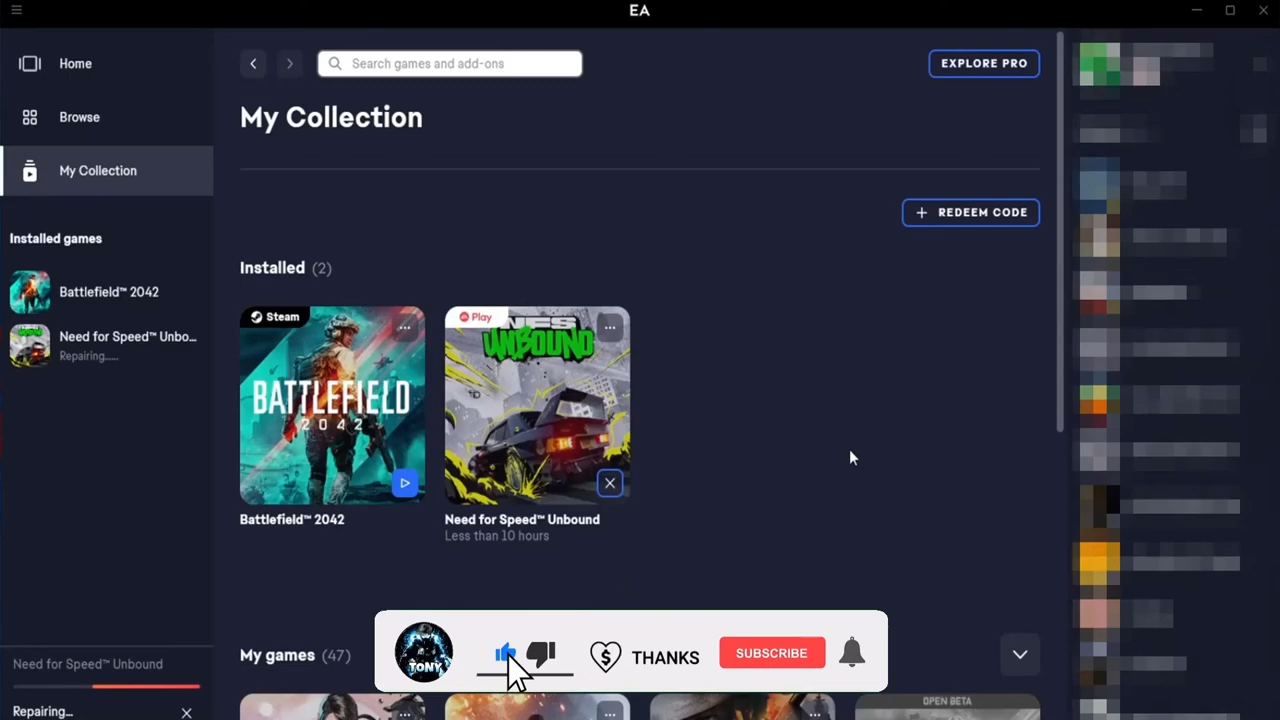 EA
Home
Browse
My Collection
Installed games
Battlefield™ 2042
Need for Speed™ Unbo...
Repairing.....
Need for Speed™ Unbound
Repairing...
Search games and add-ons
EXPLORE PRO
My Collection
+ REDEEM CODE
Installed (2)
Steam
BATTLEFIELD
2042
Battlefield™ 2042
Play
NFS
UNBOUND
Need for Speed™ Unbound
Less than 10 hours
My games (47)
TONY
THANKS
SUBSCRIBE
OPEN BETA